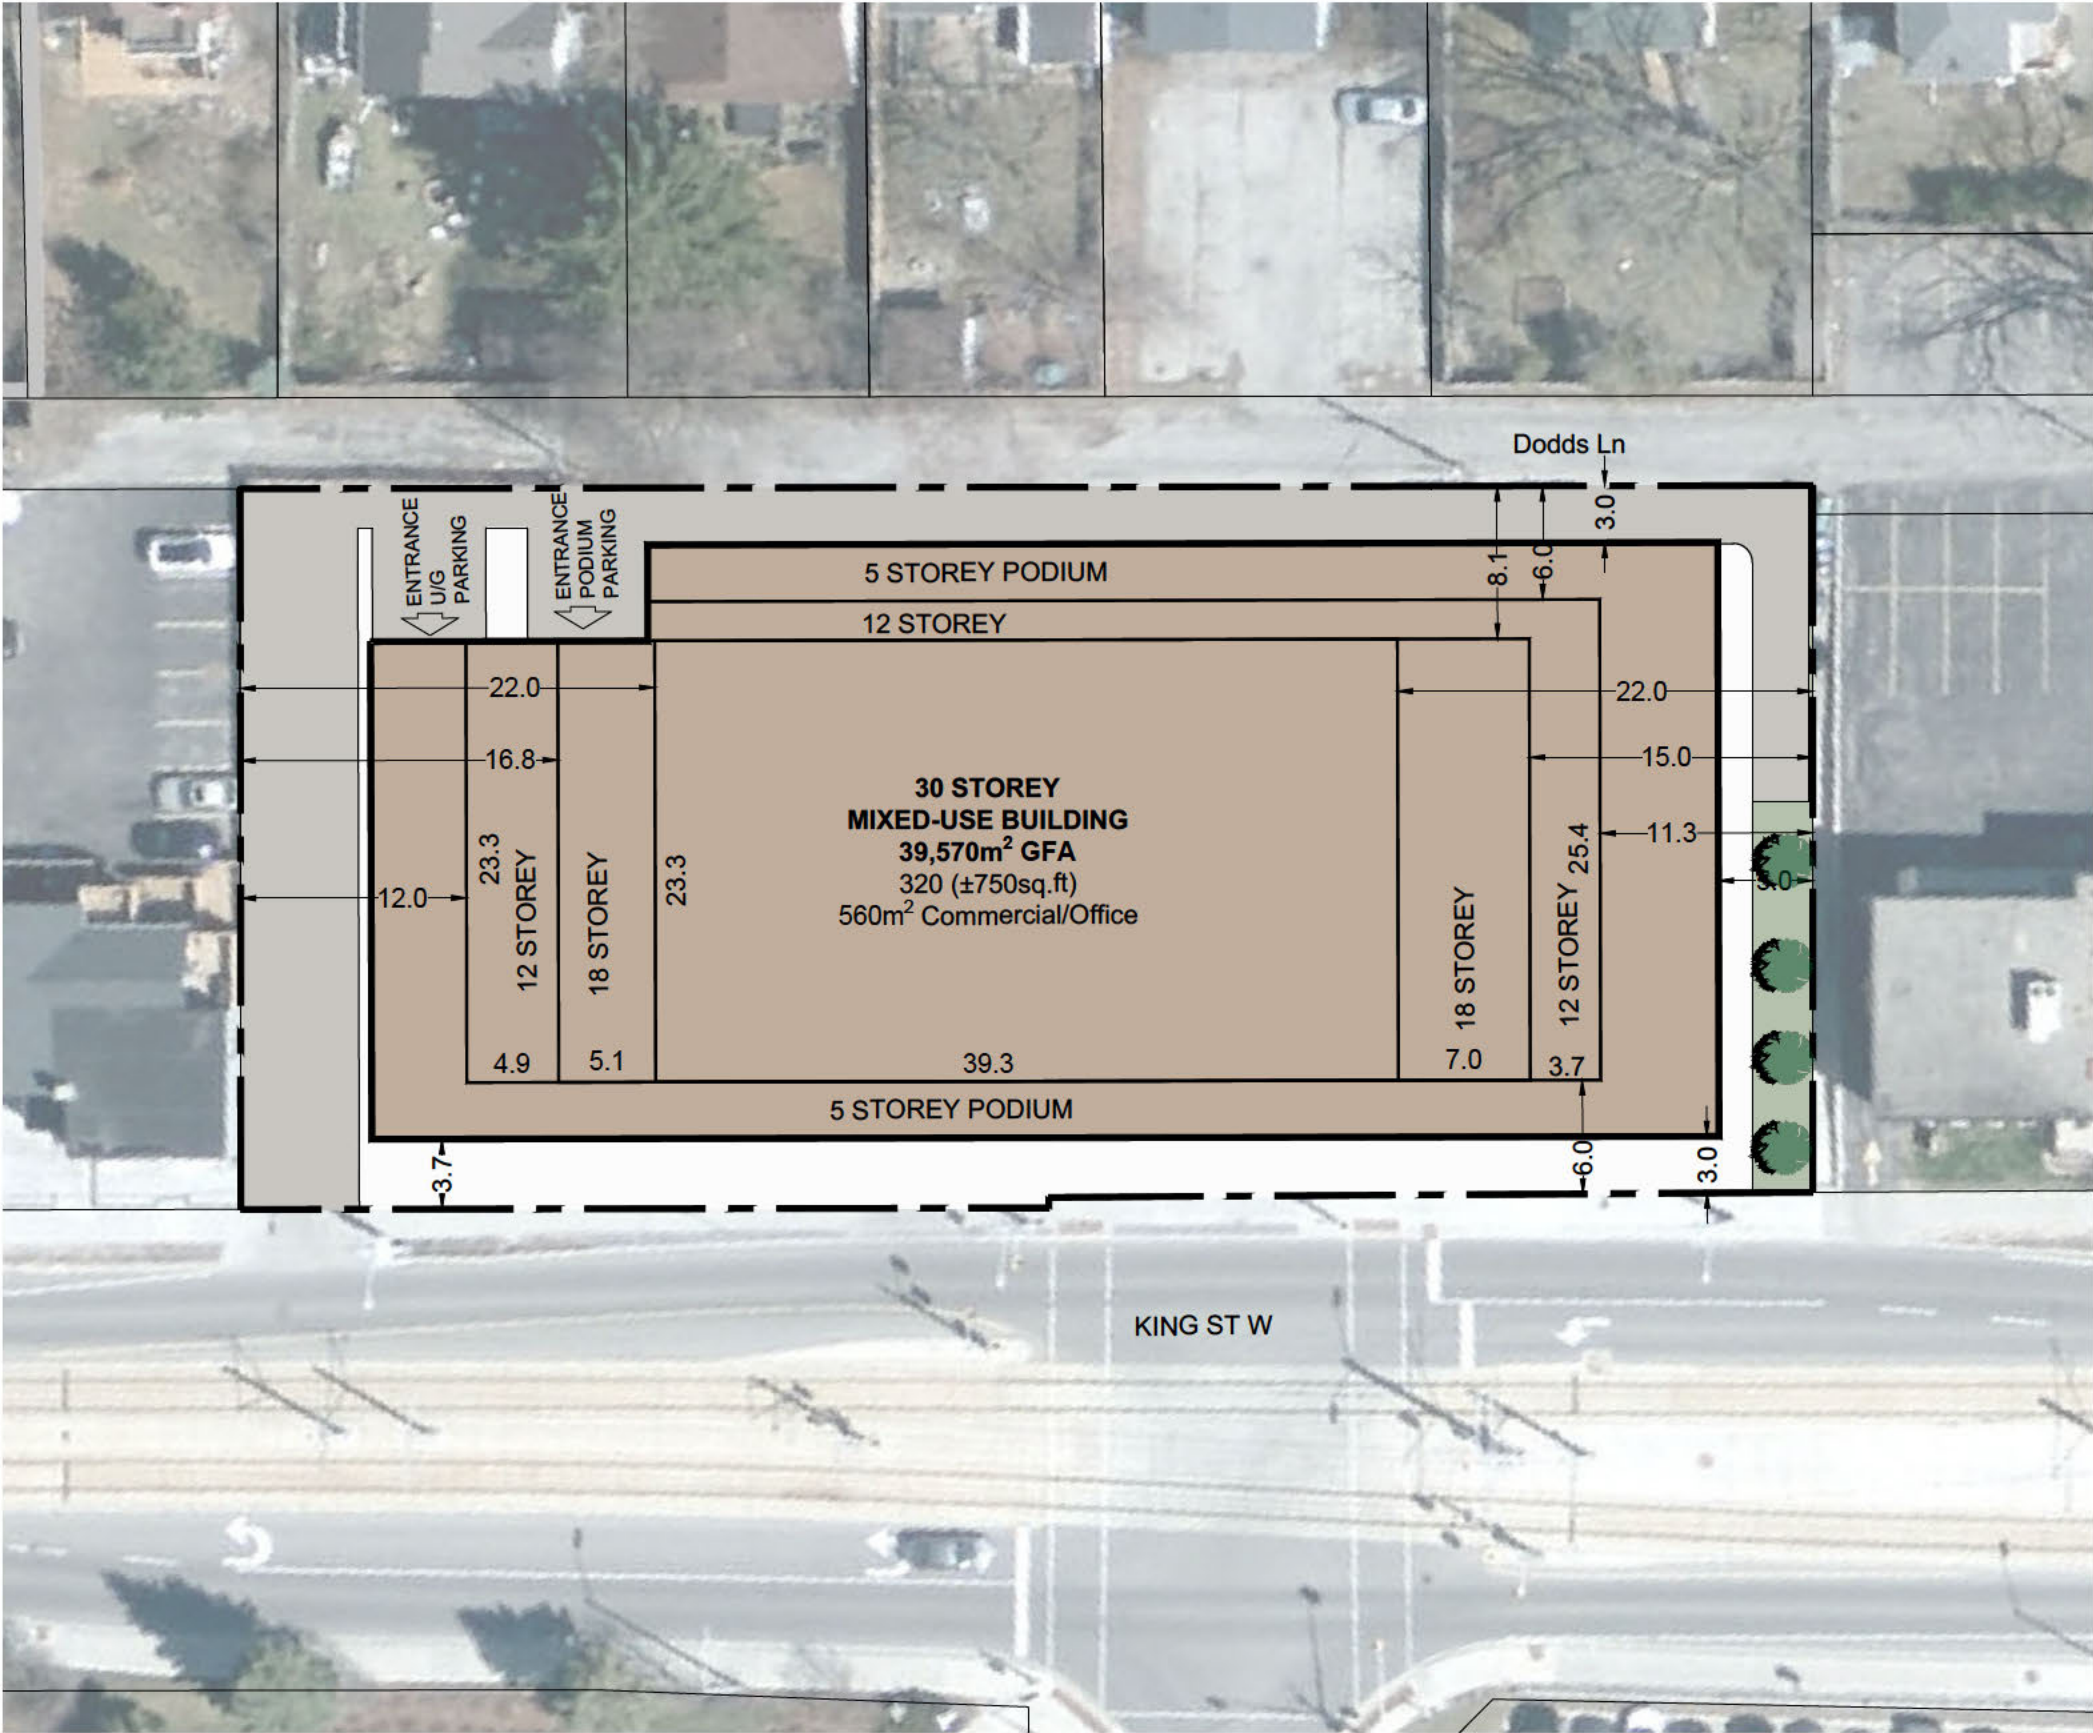 Dodds Ln
ENTRANCE
U/G
PARKING
ENTRANCE
PODIUM
PARKING
3.0
8.1
6.0
5 STOREY PODIUM
12 STOREY
22.0
22.0
16.8
15.0
30 STOREY
MIXED-USE BUILDING
39,570m² GFA
320 (±750sq.ft)
560m² Commercial/Office
23.3
12 STOREY
18 STOREY
23.3
18 STOREY
12 STOREY
25.4
11.3
12.0
4.9
5.1
39.3
7.0
3.7
5 STOREY PODIUM
3.7
6.0
3.0
KING ST W